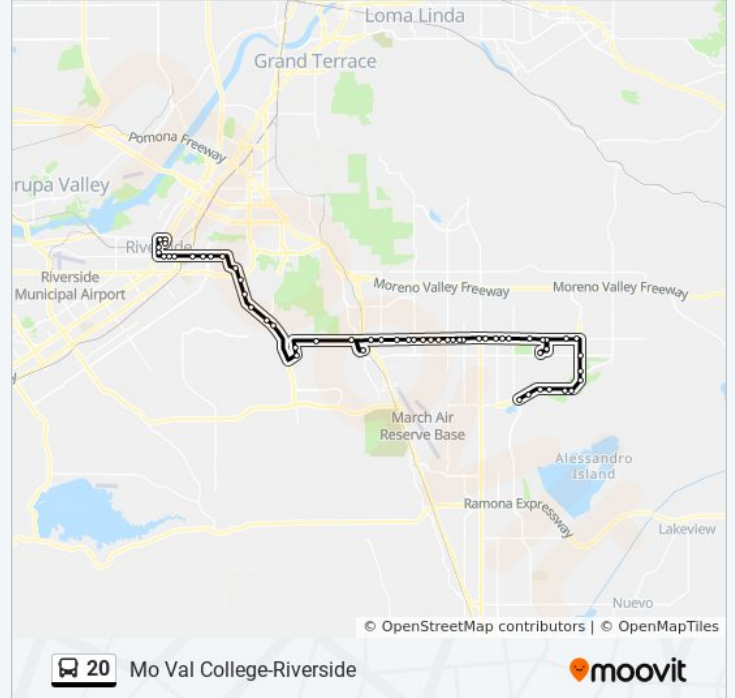 Loma Linda
Grand Terrace
Pomona Freeway
rupa Valley
Riverside
Riverside
Municipal Airport
Moreno Valley Freeway
Moreno Valley Freeway
March Air
Reserve Base
Alessandro
Island
Ramona Expressway
Lakeview
Nuevo
© OpenStreetMap contributors | © OpenMapTiles
20 Mo Val College-Riverside
moovit